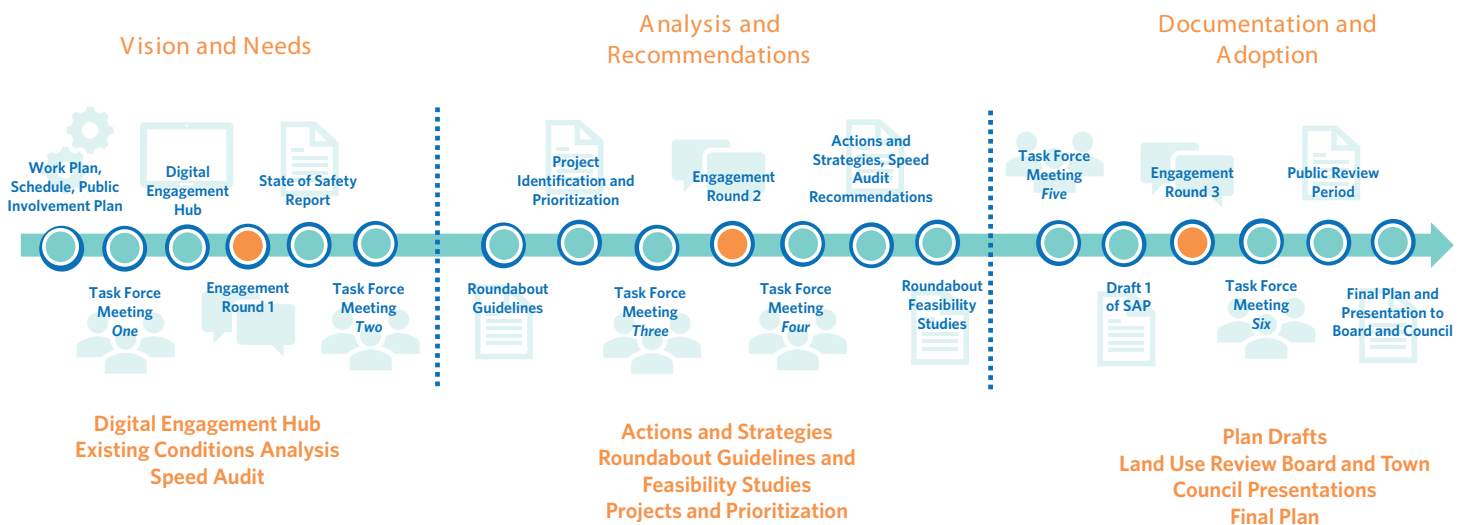 Vision and Needs
Analysis and
Recommendations
Documentation and
Adoption
Work Plan,
Schedule, Public
Involvement Plan
Task Force
Meeting
One
Digital
Engagement
Hub
Engagement
Round 1
State of Safety
Report
Task Force
Meeting
Two
Roundabout
Guidelines
Project
Identification and
Prioritization
Task Force
Meeting
Three
Engagement
Round 2
Task Force
Meeting
Four
Actions and
Strategies, Speed
Audit
Recommendations
Roundabout
Feasibility
Studies
Task Force
Meeting
Five
Draft 1
of SAP
Engagement
Round 3
Task Force
Meeting
Six
Public Review
Period
Final Plan and
Presentation to
Board and Council
Digital Engagement Hub
Existing Conditions Analysis
Speed Audit
Actions and Strategies
Roundabout Guidelines and
Feasibility Studies
Projects and Prioritization
Plan Drafts
Land Use Review Board and Town
Council Presentations
Final Plan